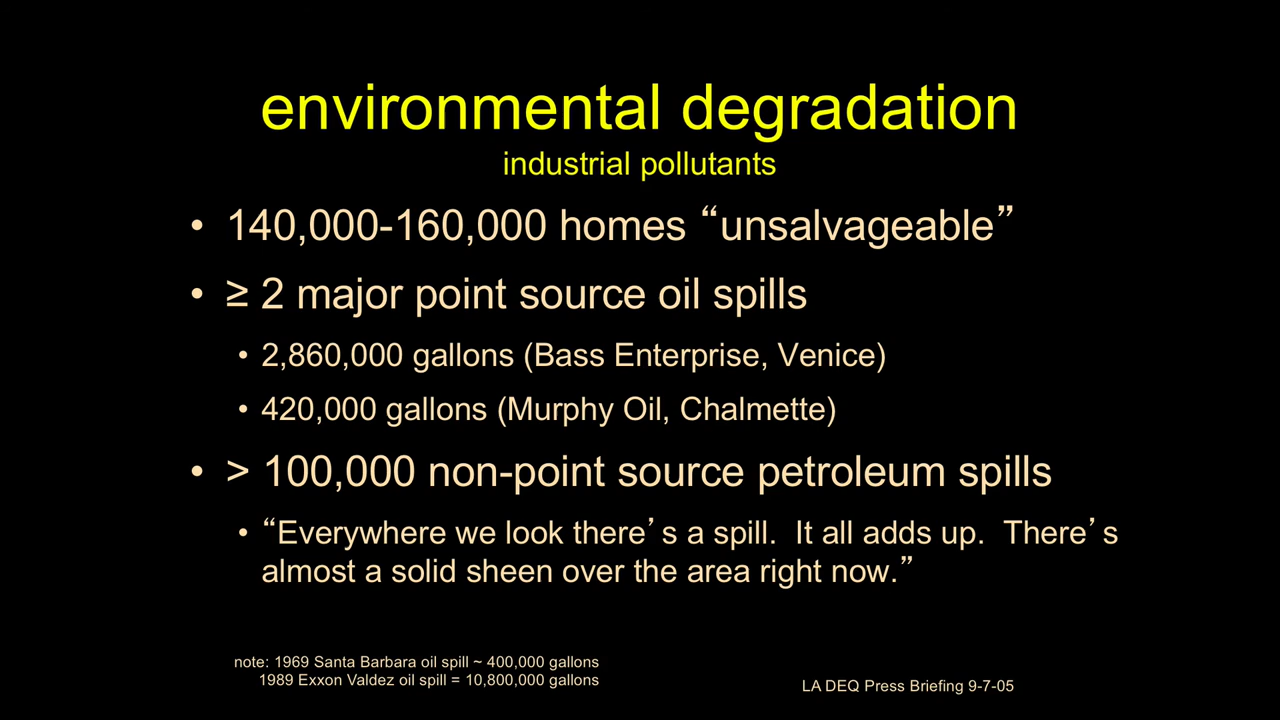 environmental degradation
industrial pollutants
• 140,000-160,000 homes “unsalvageable”
• ≥ 2 major point source oil spills
• 2,860,000 gallons (Bass Enterprise, Venice)
• 420,000 gallons (Murphy Oil, Chalmette)
• > 100,000 non-point source petroleum spills
• “Everywhere we look there’s a spill.  It all adds up.  There’s
almost a solid sheen over the area right now.”
note: 1969 Santa Barbara oil spill ~ 400,000 gallons
1989 Exxon Valdez oil spill = 10,800,000 gallons
LA DEQ Press Briefing 9-7-05